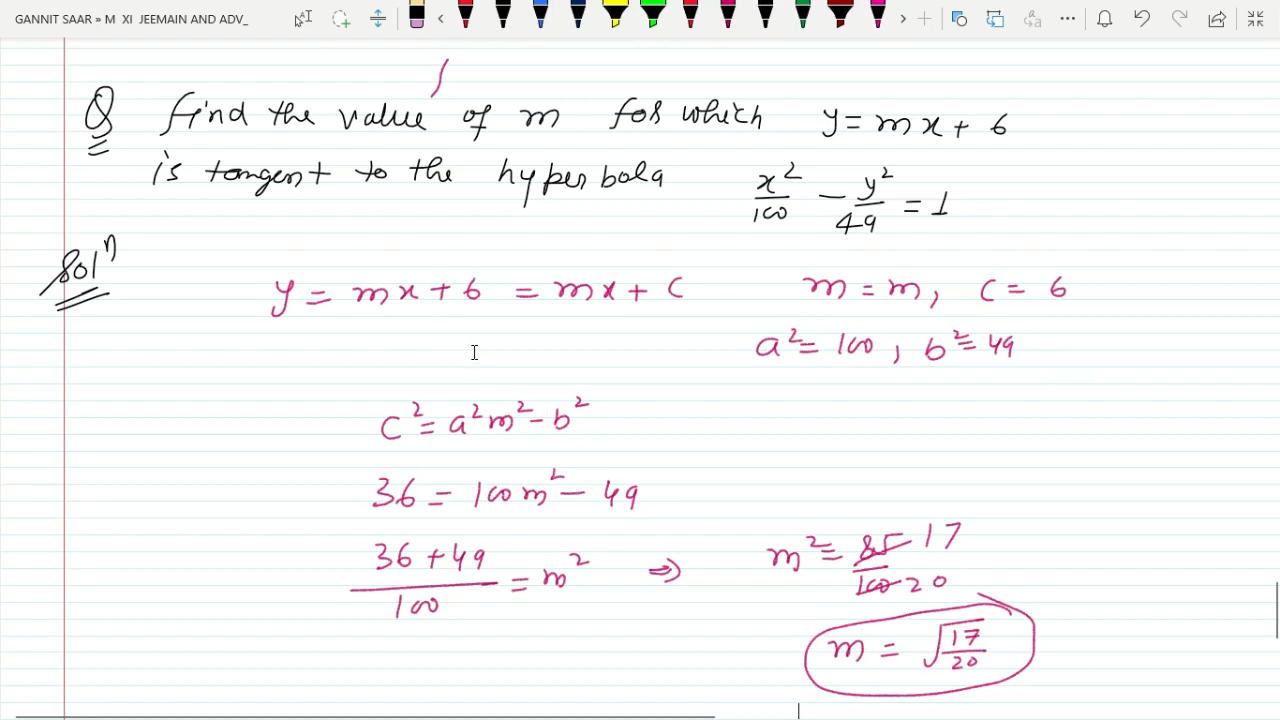 GANNIT SAAR » M XI JEEMAIN AND ADV_
Q find the value of m for which y = mx + 6
is tangent to the hyperbola x²/100 - y²/49 = 1
Solⁿ
y = mx + 6 = mx + c m = m, c = 6
a² = 100, b² = 49
c² = a²m² - b²
36 = 100m² - 49
36 + 49/100 = m² ⇒ m² = 85/100 17/20
m = √17/20